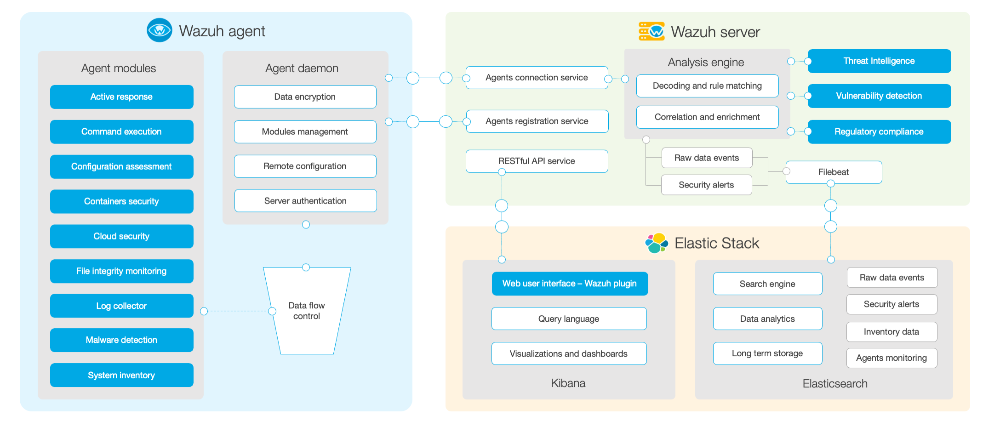 Wazuh agent
Agent modules
Active response
Command execution
Configuration assessment
Containers security
Cloud security
File integrity monitoring
Log collector
Malware detection
System inventory
Agent daemon
Data encryption
Modules management
Remote configuration
Server authentication
Data flow
control
Wazuh server
Agents connection service
Agents registration service
RESTful API service
Analysis engine
Decoding and rule matching
Correlation and enrichment
Threat Intelligence
Vulnerability detection
Regulatory compliance
Raw data events
Security alerts
Filebeat
Elastic Stack
Web user interface – Wazuh plugin
Query language
Visualizations and dashboards
Kibana
Search engine
Data analytics
Long term storage
Raw data events
Security alerts
Inventory data
Agents monitoring
Elasticsearch